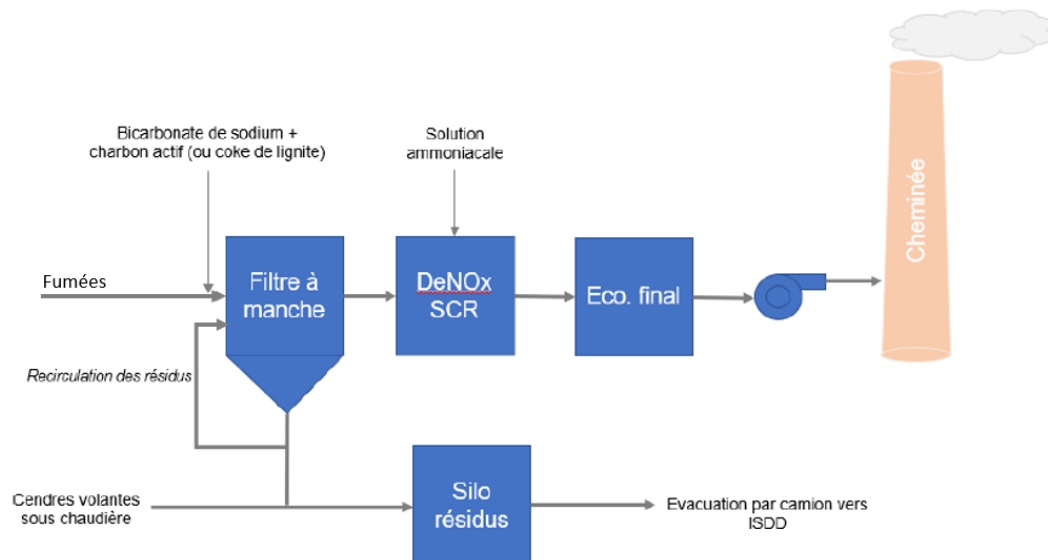 Bicarbonate de sodium +
charbon actif (ou coke de lignite)
Solution
ammoniacale
Fumées
Filtre à
manche
DeNOx
SCR
Eco. final
Cheminée
Recirculation des résidus
Cendres volantes
sous chaudière
Silo
résidus
Evacuation par camion vers
ISDD